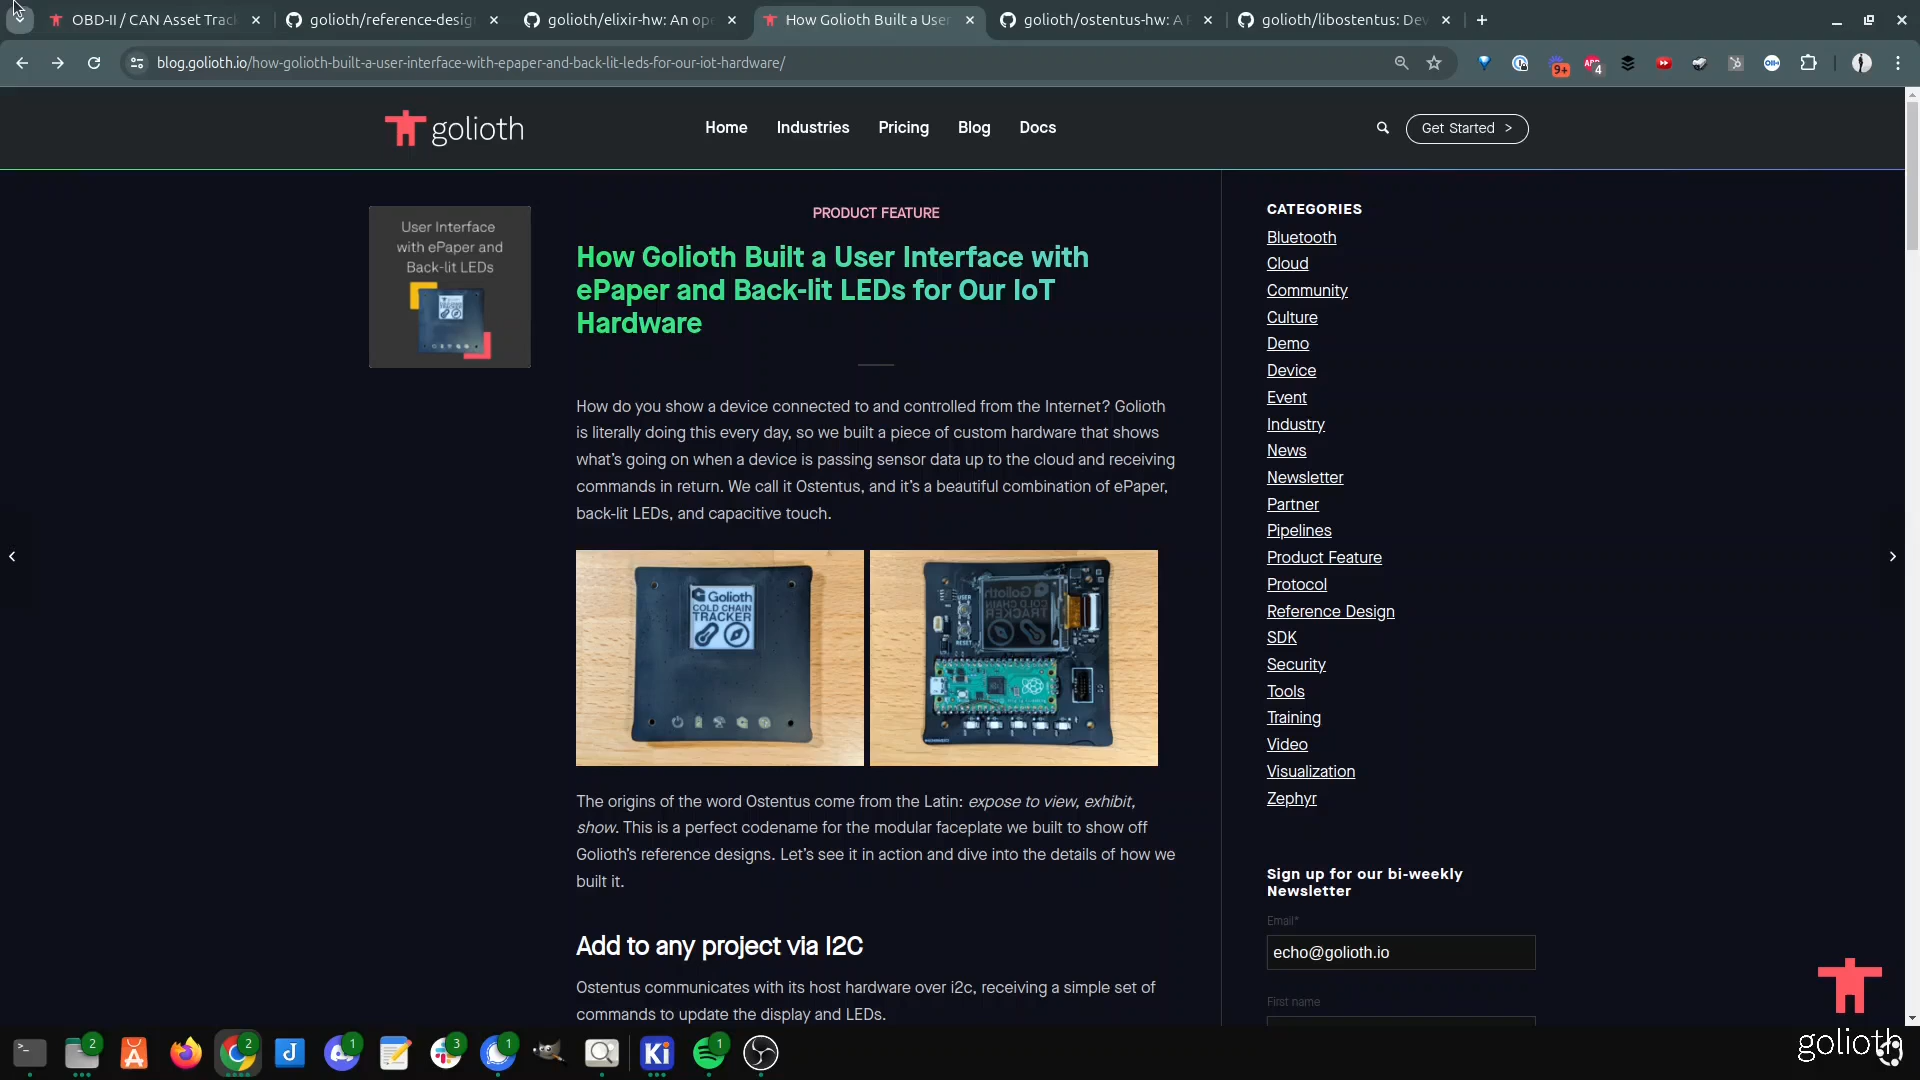 OBD-II / CAN Asset Trac
golioth/reference-desig
golioth/elixir-hw: An ope
How Golioth Built a User
golioth/ostentus-hw: A
golioth/libostentus: Dev
blog.golioth.io/how-golioth-built-a-user-interface-with-epaper-and-back-lit-leds-for-our-iot-hardware/
9+
4
golioth
Home
Industries
Pricing
Blog
Docs
Get Started >
User Interface
with ePaper and
Back-lit LEDs
PRODUCT FEATURE
How Golioth Built a User Interface with
ePaper and Back-lit LEDs for Our IoT
Hardware
How do you show a device connected to and controlled from the Internet? Golioth
is literally doing this every day, so we built a piece of custom hardware that shows
what’s going on when a device is passing sensor data up to the cloud and receiving
commands in return. We call it Ostentus, and it’s a beautiful combination of ePaper,
back-lit LEDs, and capacitive touch.
Golioth
COLD CHAIN
TRACKER
USER
RESET
The origins of the word Ostentus come from the Latin: expose to view, exhibit,
show. This is a perfect codename for the modular faceplate we built to show off
Golioth’s reference designs. Let’s see it in action and dive into the details of how we
built it.
Add to any project via I2C
Ostentus communicates with its host hardware over i2c, receiving a simple set of
commands to update the display and LEDs.
CATEGORIES
Bluetooth
Cloud
Community
Culture
Demo
Device
Event
Industry
News
Newsletter
Partner
Pipelines
Product Feature
Protocol
Reference Design
SDK
Security
Tools
Training
Video
Visualization
Zephyr
Sign up for our bi-weekly
Newsletter
Email*
echo@golioth.io
First name
golioth
2
2
1
3
1
Ki
1